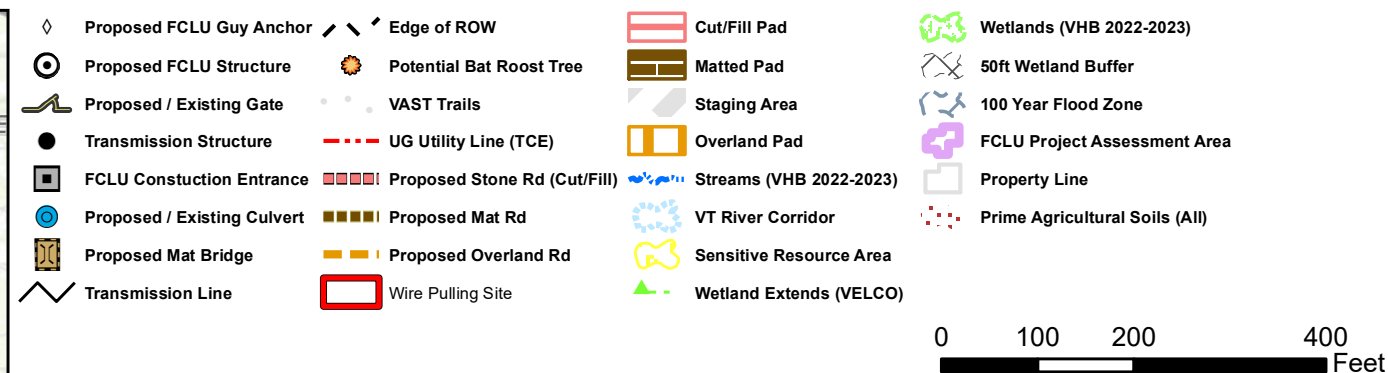 Proposed FCLU Guy Anchor
Proposed FCLU Structure
Proposed / Existing Gate
Transmission Structure
FCLU Constuction Entrance
Proposed / Existing Culvert
Proposed Mat Bridge
Transmission Line
Edge of ROW
Potential Bat Roost Tree
VAST Trails
UG Utility Line (TCE)
Proposed Stone Rd (Cut/Fill)
Proposed Mat Rd
Proposed Overland Rd
Wire Pulling Site
Cut/Fill Pad
Matted Pad
Staging Area
Overland Pad
Streams (VHB 2022-2023)
VT River Corridor
Sensitive Resource Area
Wetland Extends (VELCO)
Wetlands (VHB 2022-2023)
50ft Wetland Buffer
100 Year Flood Zone
FCLU Project Assessment Area
Property Line
Prime Agricultural Soils (All)
0 100 200 400
Feet